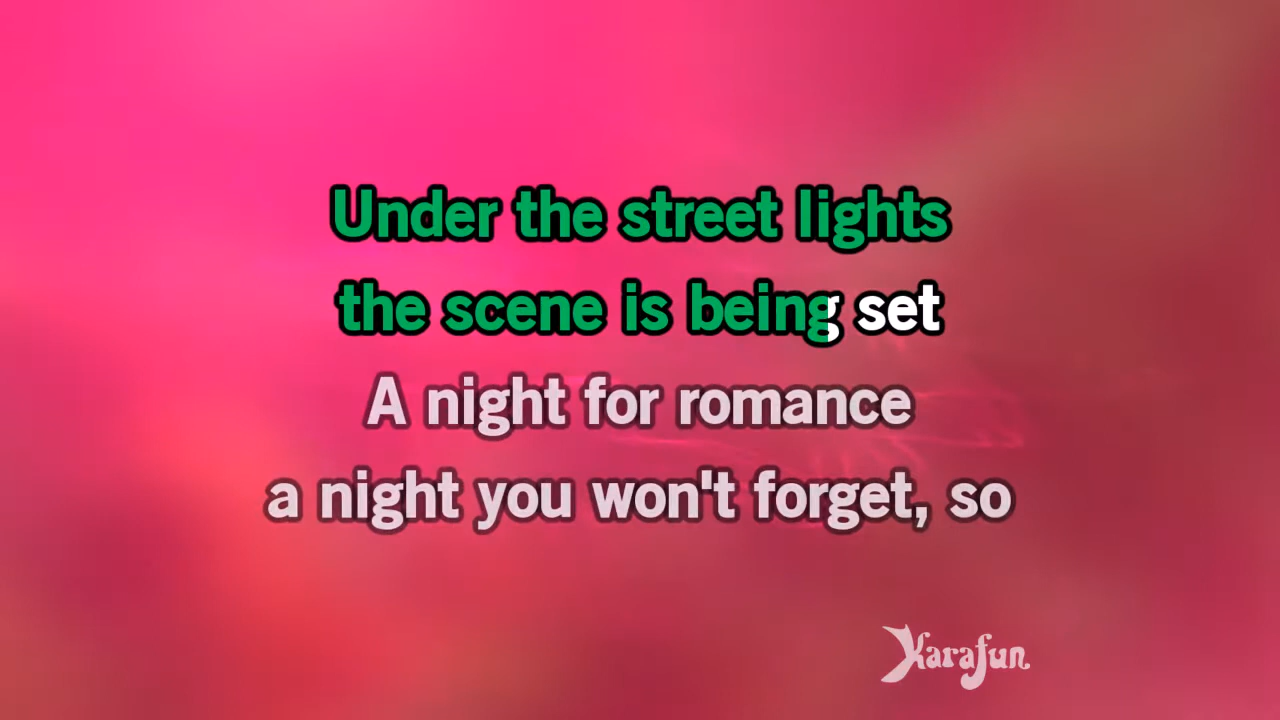 Under the street lights
the scene is being set
A night for romance
a night you won't forget, so
Karafun